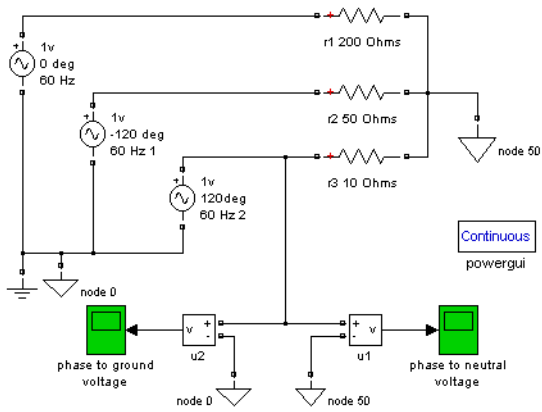 r1 200 Ohms
1v
0 deg
60 Hz
1v
-120 deg
60 Hz 1
r2 50 Ohms
node 50
1v
120deg
60 Hz 2
r3 10 Ohms
Continuous
powergui
node 0
v
+
-
u2
+
-
v
u1
phase to ground
voltage
phase to neutral
voltage
node 0
node 50